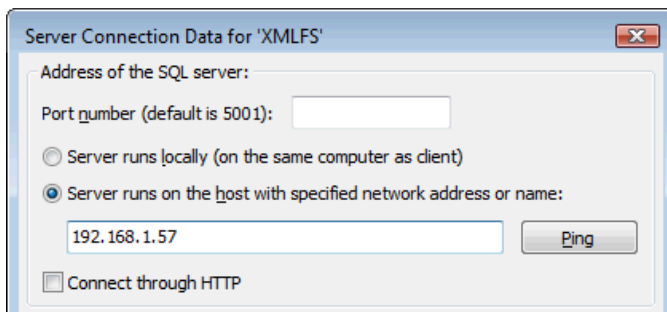 Server Connection Data for 'XMLFS'
Address of the SQL server:
Port number (default is 5001):
Server runs locally (on the same computer as client)
Server runs on the host with specified network address or name:
192.168.1.57 Ping
Connect through HTTP